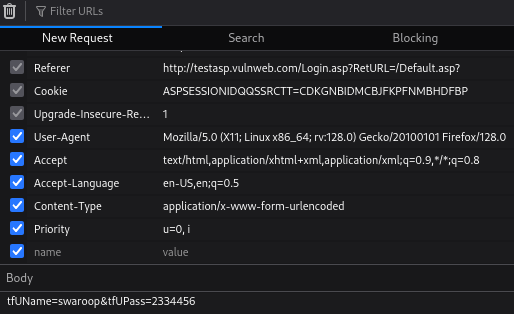 Filter URLs
New Request Search Blocking
Referer http://testasp.vulnweb.com/Login.asp?RetURL=/Default.asp?
Cookie ASPSESSIONIDQQSSRCTT=CDKGNBIDMCBJFKPFNMBHDFBP
Upgrade-Insecure-Re... 1
User-Agent Mozilla/5.0 (X11; Linux x86_64; rv:128.0) Gecko/20100101 Firefox/128.0
Accept text/html,application/xhtml+xml,application/xml;q=0.9,*/*;q=0.8
Accept-Language en-US,en;q=0.5
Content-Type application/x-www-form-urlencoded
Priority u=0, i
name value
Body
tfUName=swaroop&tfUPass=2334456